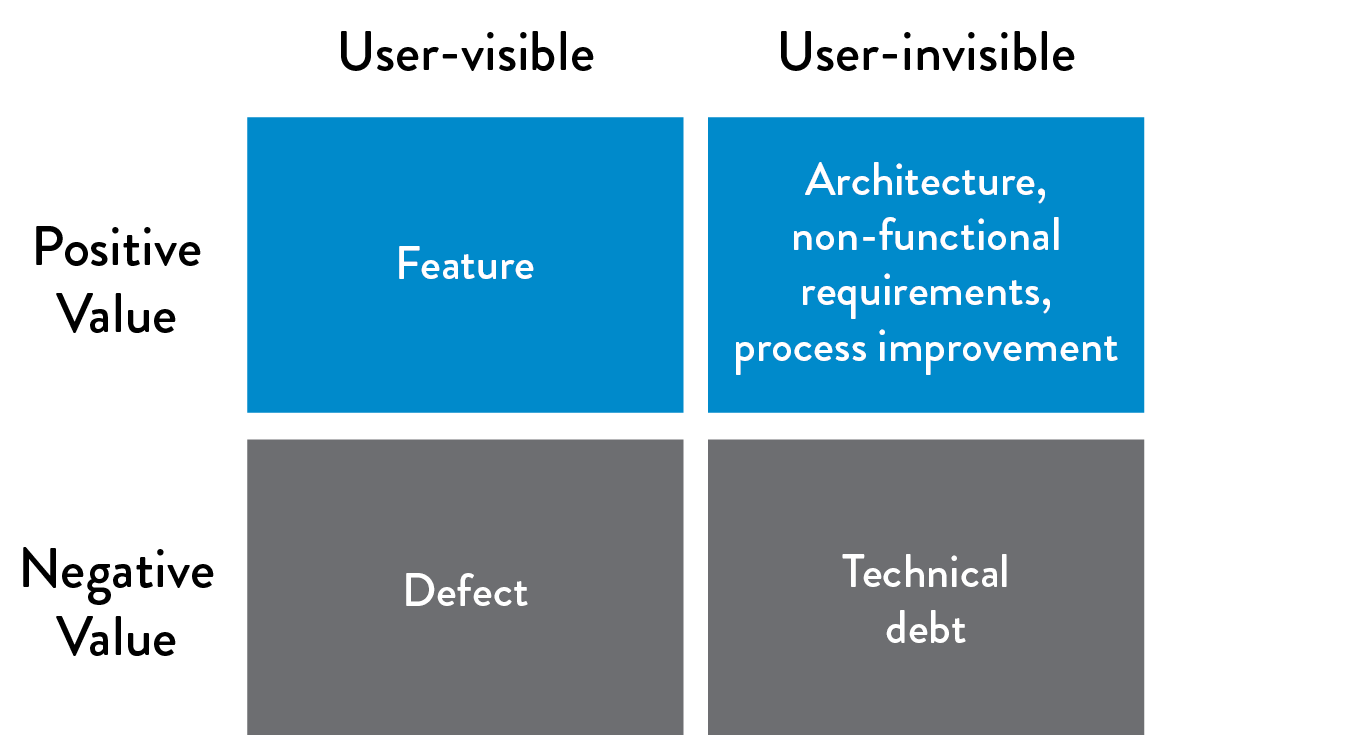 User-visible
User-invisible
Positive
Value
Feature
Architecture,
non-functional
requirements,
process improvement
Negative
Value
Defect
Technical
debt